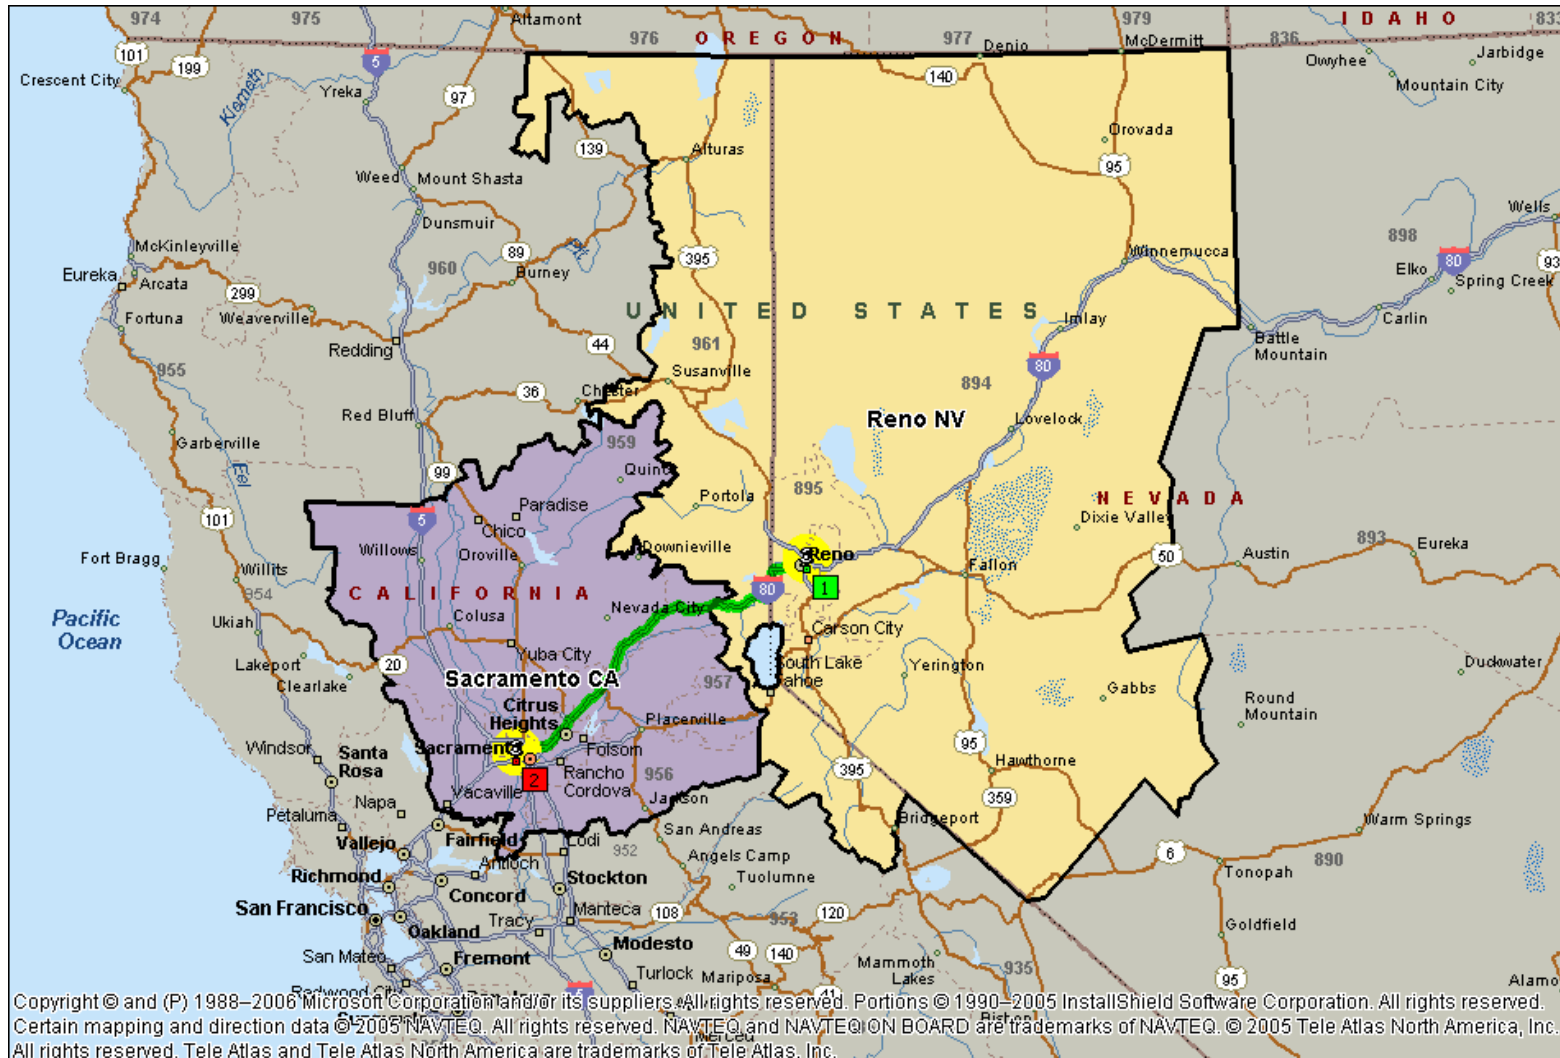 974
975
Altamont
976
OREGON
977
Denio
979
McDermitt
836
IDAHO
833
Jarbidge
Owyhee
Mountain City
Crescent City
101
199
5
Klamath
Yreka
97
140
Orovada
139
Alturas
95
Weed
Mount Shasta
Dunsmuir
Wells
McKinleyville
89
Pit
395
Winnemucca
898
80
93
Eureka
Arcata
960
Burney
Elko
Spring Creek
299
Fortuna
Weaverville
UNITED STATES
Imlay
Carlin
Redding
44
961
Battle
Mountain
955
Susanville
80
894
36
Chester
Red Bluff
Reno NV
Lovelock
Garberville
959
Eel
99
Portola
895
NEVADA
101
5
Paradise
Chico
Dixie Valley
Fort Bragg
Willows
Oroville
Downieville
Reno
50
Austin
893
Eureka
Willits
Fallon
954
CALIFORNIA
80
1
Pacific
Ocean
Ukiah
Colusa
Nevada City
Carson City
Lakeport
20
Yuba City
South Lake
Tahoe
Yerington
Duckwater
Clearlake
Sacramento CA
957
Gabbs
Round
Mountain
Citrus
Heights
Placerville
Windsor
Santa
Rosa
Sacramento
Folsom
95
Hawthorne
2
Rancho
Cordova
956
395
Napa
Vacaville
Jackson
359
Petaluma
Bridgeport
Warm Springs
Vallejo
Fairfield
Lodi
San Andreas
952
6
890
Antioch
Angels Camp
Tonopah
Richmond
Concord
Stockton
Tuolumne
San Francisco
Manteca
108
953
120
Goldfield
Oakland
Tracy
Modesto
49
140
San Mateo
Fremont
Mammoth
Lakes
935
95
Turlock
Mariposa
Alamo
Redwood City
5
Copyright © and (P) 1988–2006 Microsoft Corporation and/or its suppliers. All rights reserved. Portions © 1990–2005 InstallShield Software Corporation. All rights reserved.
Certain mapping and direction data © 2005 NAVTEQ. All rights reserved. NAVTEQ and NAVTEQ ON BOARD are trademarks of NAVTEQ. © 2005 Tele Atlas North America, Inc.
All rights reserved. Tele Atlas and Tele Atlas North America are trademarks of Tele Atlas, Inc.
Merced